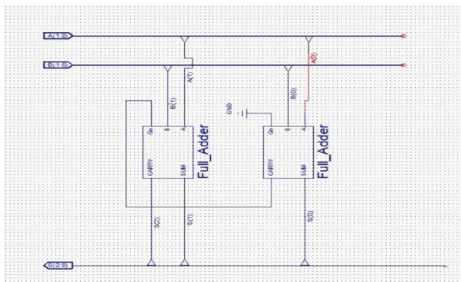 A(1:0)
B(1:0)
A(1)
A(0)
B(1)
B(0)
GND
Cin
B
A
Cin
B
A
CARRY
SUM
Full_Adder
CARRY
SUM
Full_Adder
S(2)
S(1)
S(0)
S(2:0)